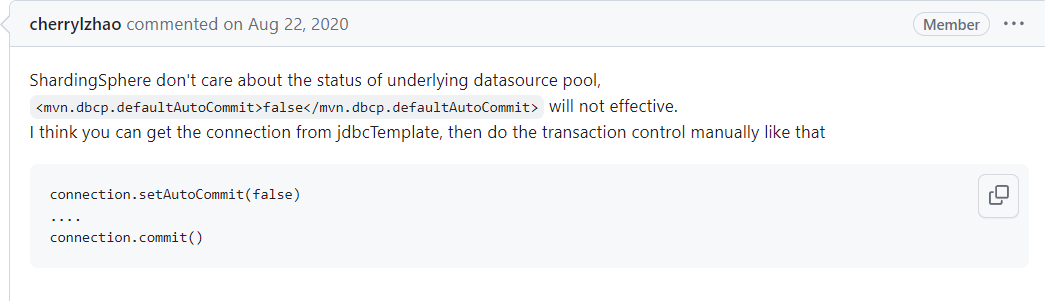 cherrylzhao commented on Aug 22, 2020
Member
ShardingSphere don't care about the status of underlying datasource pool,
<mvn.dbcp.defaultAutoCommit>false</mvn.dbcp.defaultAutoCommit> will not effective.
I think you can get the connection from jdbcTemplate, then do the transaction control manually like that
connection.setAutoCommit(false)
....
connection.commit()